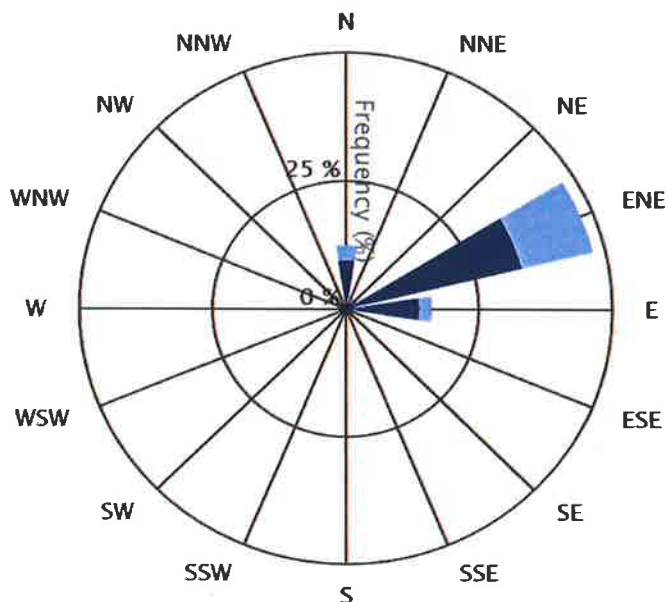 N
NNW
NNE
NW
NE
Frequency (%)
25 %
WNW
ENE
0 %
W
E
WSW
ESE
SW
SE
SSW
SSE
S